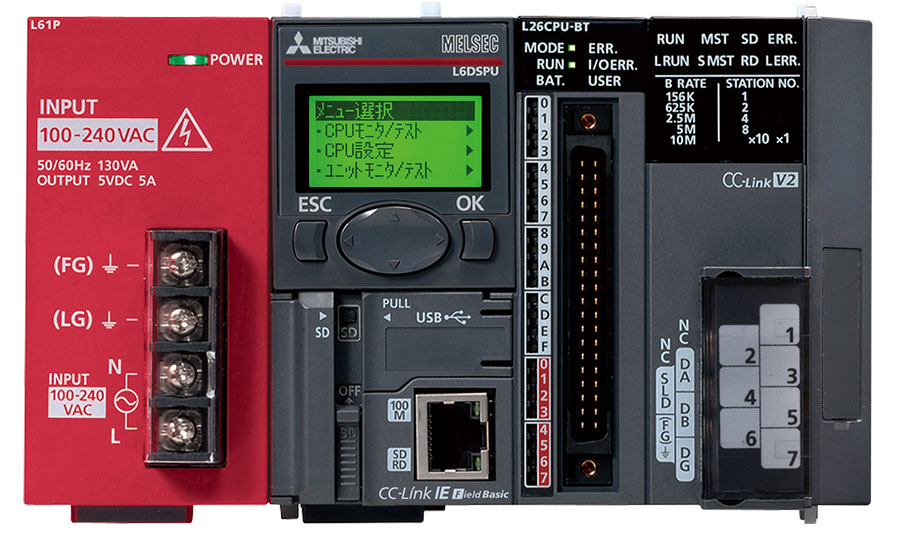 L61P
POWER
INPUT
100-240VAC
50/60Hz 130VA
OUTPUT 5VDC 5A
(FG)
(LG)
N
INPUT
100-240
VAC
L
MITSUBISHI
ELECTRIC
MELSEC
L6DSPU
メニュー選択
・CPUモニタ/テスト
・CPU設定
・ユニットモニタ/テスト
ESC
OK
SD
SD
PULL
USB
OFF
100
M
SD
RD
CC-Link IE Field Basic
L26CPU-BT
MODE ERR.
RUN I/OERR.
BAT. USER
0
1
2
3
4
5
6
7
8
9
A
B
C
D
E
F
0
1
2
3
4
5
6
7
RUN MST SD ERR.
LRUN SMST RD LERR.
B RATE STATION NO.
156K 1
625K 2
2.5M 4
5M 8
10M ×10 ×1
CC-Link V2
NC
NC
DA
SLD
DB
(FG)
DG
1
2
3
4
5
6
7